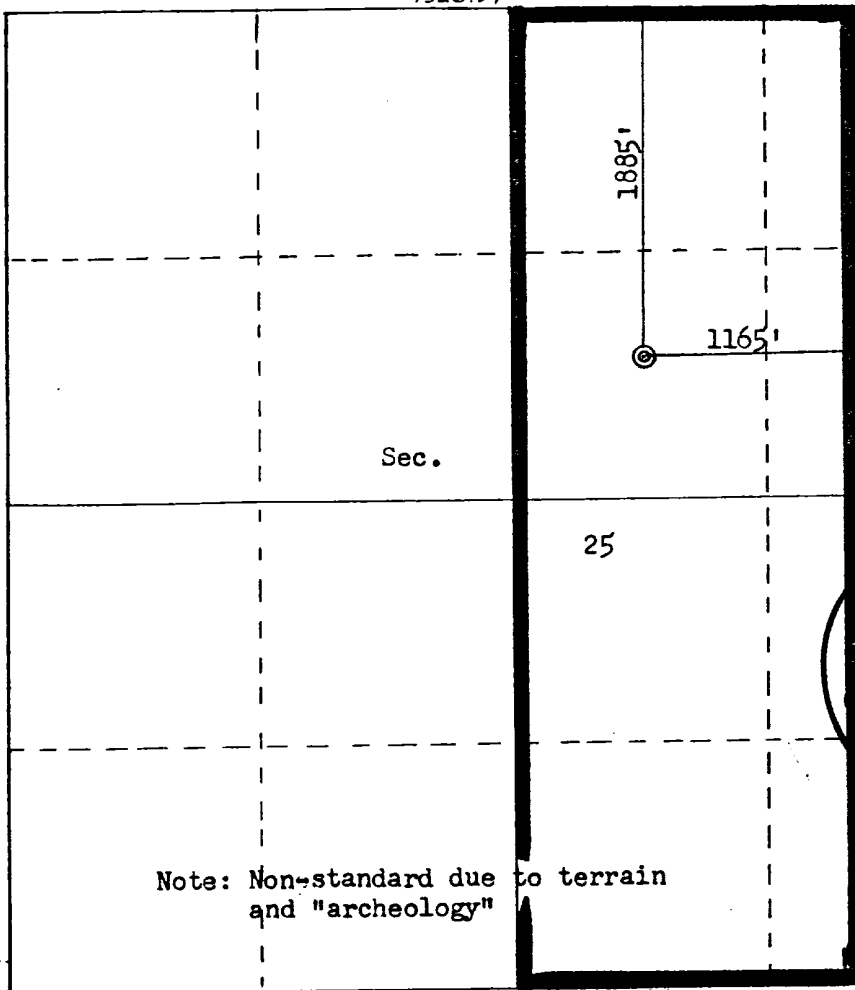 1885'
1165'
Sec.
25
Note: Non-standard due to terrain
and "archeology"